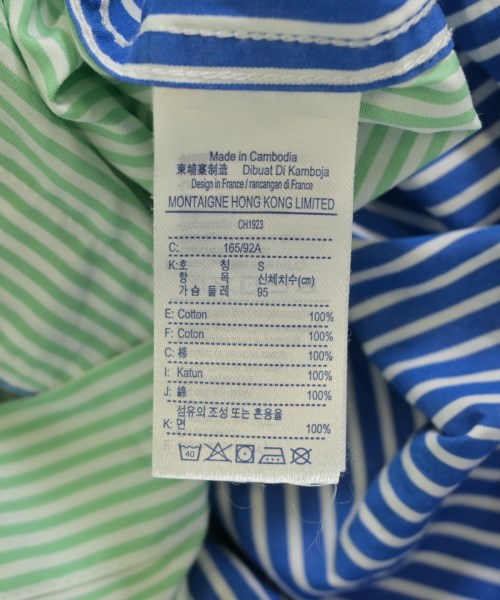 Made in Cambodia
柬埔寨制造 Dibuat Di Kamboja
Design in France / rancangan di France
MONTAIGNE HONG KONG LIMITED
CH1923
C: 165/92A
K: 호 칭 S
항 목 신체치수(㎝)
가슴 둘레 95
E: Cotton 100%
F: Coton 100%
C: 棉 100%
I: Katun 100%
J: 綿 100%
섬유의 조성 또는 혼용율
K: 면 100%
40